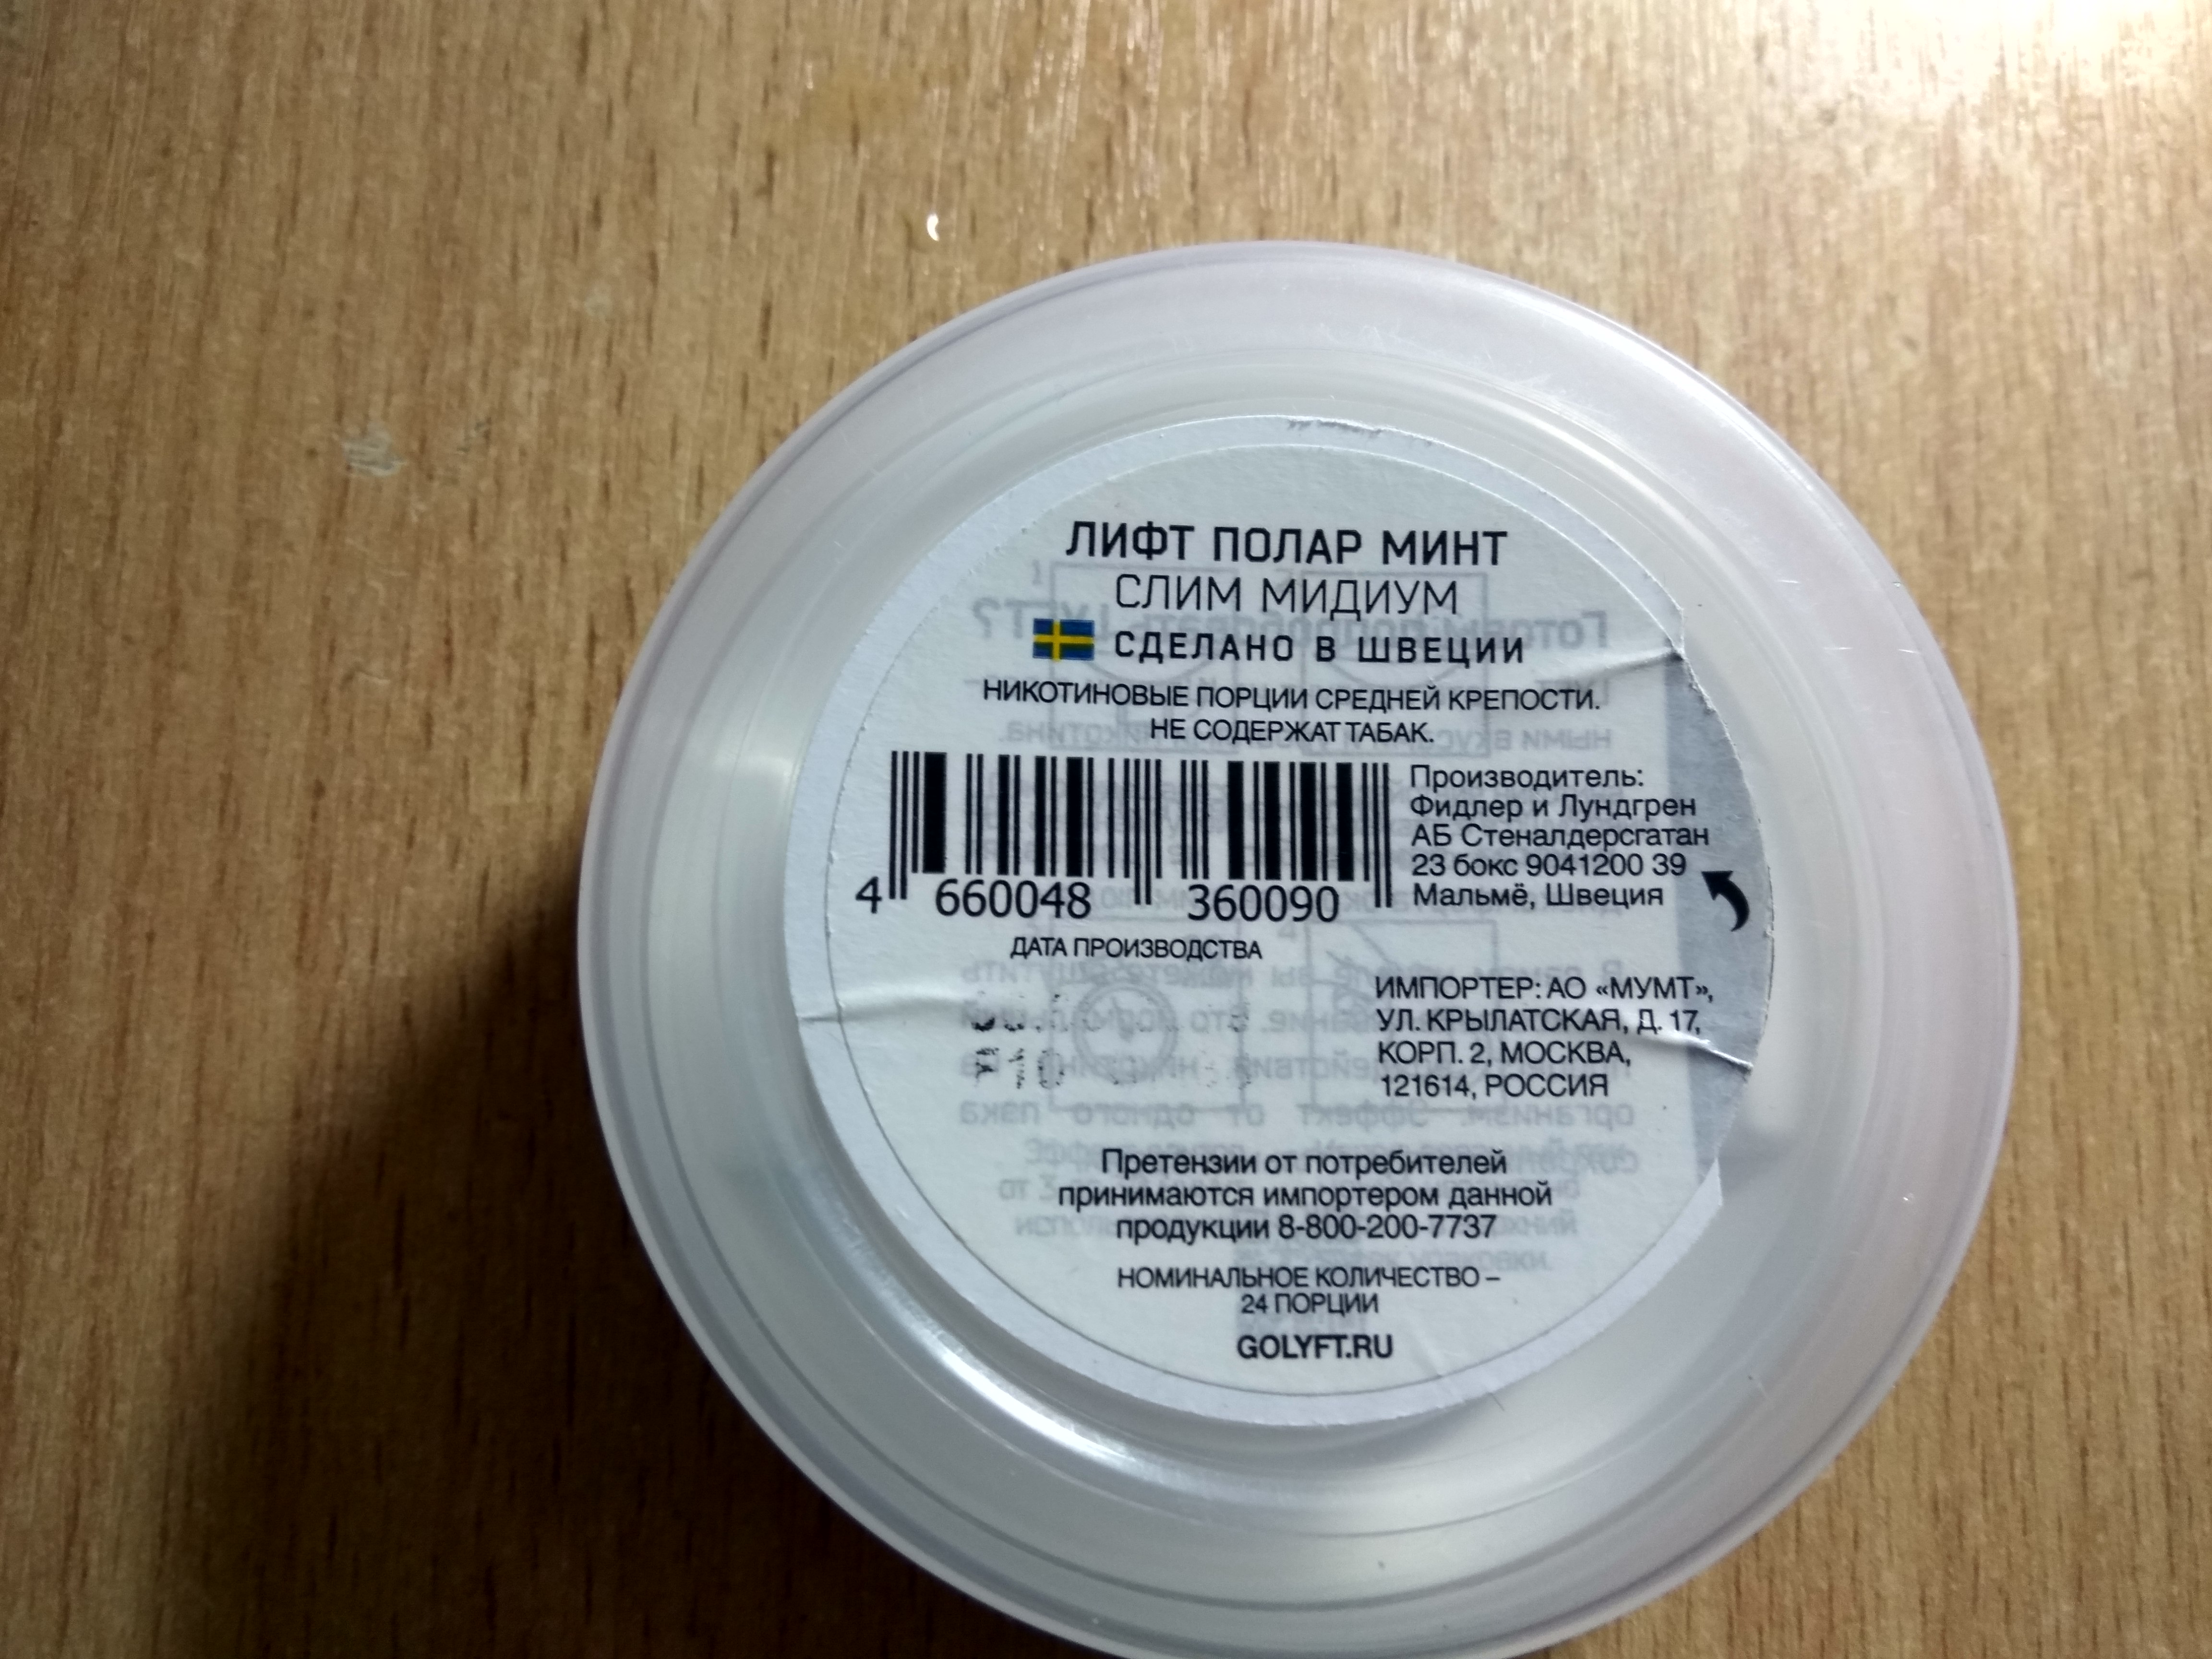 ЛИФТ ПОЛАР МИНТ
СЛИМ МИДИУМ
СДЕЛАНО В ШВЕЦИИ
НИКОТИНОВЫЕ ПОРЦИИ СРЕДНЕЙ КРЕПОСТИ.
НЕ СОДЕРЖАТ ТАБАК.
4 660048 360090
Производитель:
Фидлер и Лундгрен
АБ Стеналдерсгатан
23 бокс 9041200 39
Мальмё, Швеция
ДАТА ПРОИЗВОДСТВА
F10
ИМПОРТЕР: АО «МУМТ»,
УЛ. КРЫЛАТСКАЯ, Д. 17,
КОРП. 2, МОСКВА,
121614, РОССИЯ
Претензии от потребителей
принимаются импортером данной
продукции 8-800-200-7737
НОМИНАЛЬНОЕ КОЛИЧЕСТВО –
24 ПОРЦИИ
GOLYFT.RU